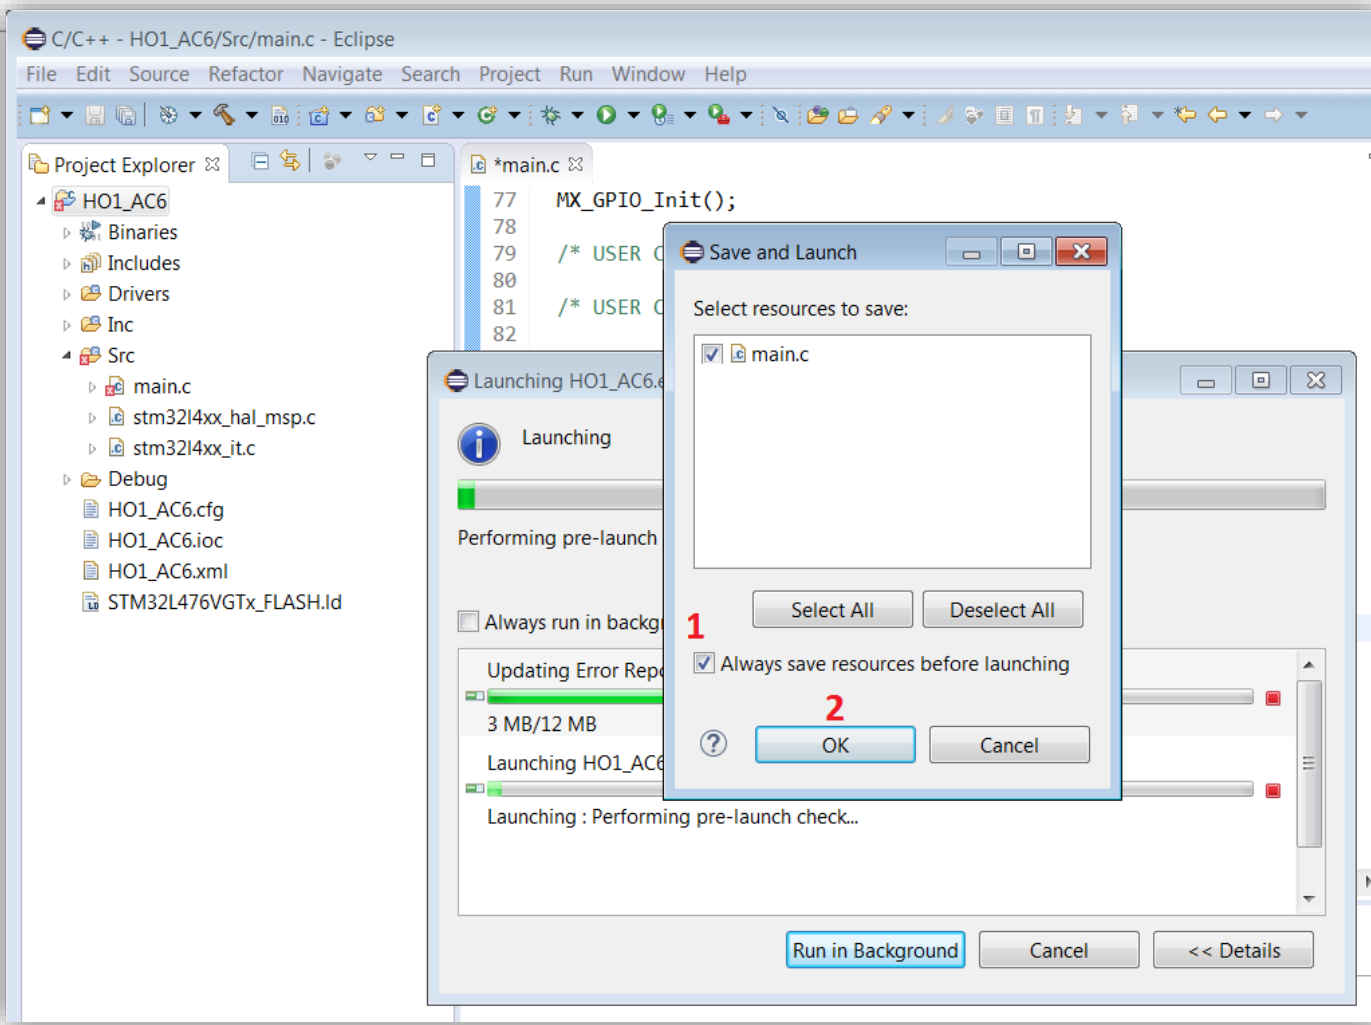 C/C++ - HO1_AC6/Src/main.c - Eclipse
File Edit Source Refactor Navigate Search Project Run Window Help
Project Explorer
*main.c
HO1_AC6
Binaries
Includes
Drivers
Inc
Src
main.c
stm32l4xx_hal_msp.c
stm32l4xx_it.c
Debug
HO1_AC6.cfg
HO1_AC6.ioc
HO1_AC6.xml
STM32L476VGTx_FLASH.ld
77 MX_GPIO_Init();
78
79 /* USER C
80
81 /* USER C
82
Save and Launch
Select resources to save:
main.c
Select All Deselect All
1
Always save resources before launching
2
OK Cancel
Launching HO1_AC6.e
Launching
Performing pre-launch
Always run in backgr
Updating Error Repo
3 MB/12 MB
Launching HO1_AC6
Launching : Performing pre-launch check...
Run in Background Cancel << Details